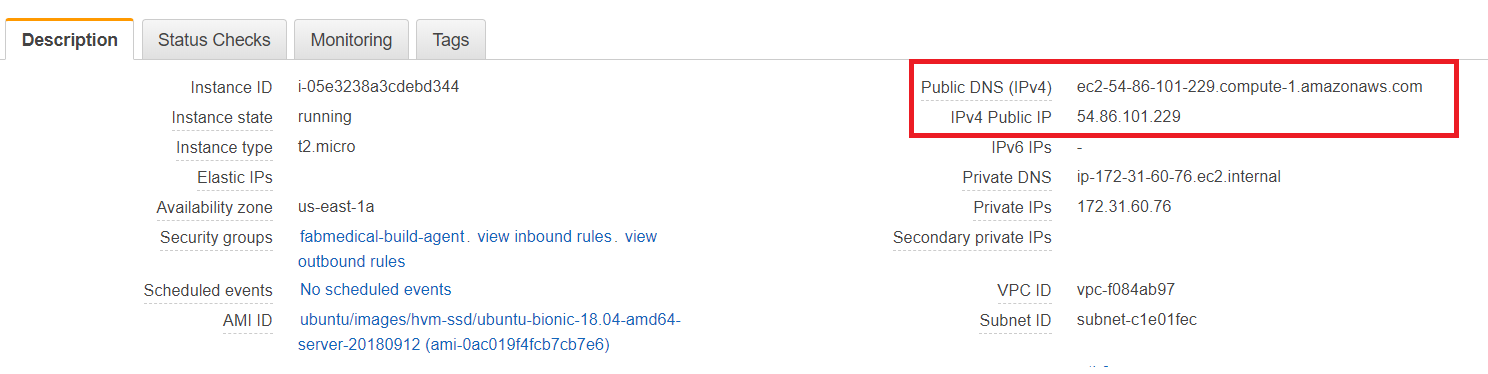 Description Status Checks Monitoring Tags
Instance ID i-05e3238a3cdebd344
Instance state running
Instance type t2.micro
Elastic IPs
Availability zone us-east-1a
Security groups fabmedical-build-agent. view inbound rules. view
outbound rules
Scheduled events No scheduled events
AMI ID ubuntu/images/hvm-ssd/ubuntu-bionic-18.04-amd64-
server-20180912 (ami-0ac019f4fcb7cb7e6)
Public DNS (IPv4) ec2-54-86-101-229.compute-1.amazonaws.com
IPv4 Public IP 54.86.101.229
IPv6 IPs -
Private DNS ip-172-31-60-76.ec2.internal
Private IPs 172.31.60.76
Secondary private IPs
VPC ID vpc-f084ab97
Subnet ID subnet-c1e01fec